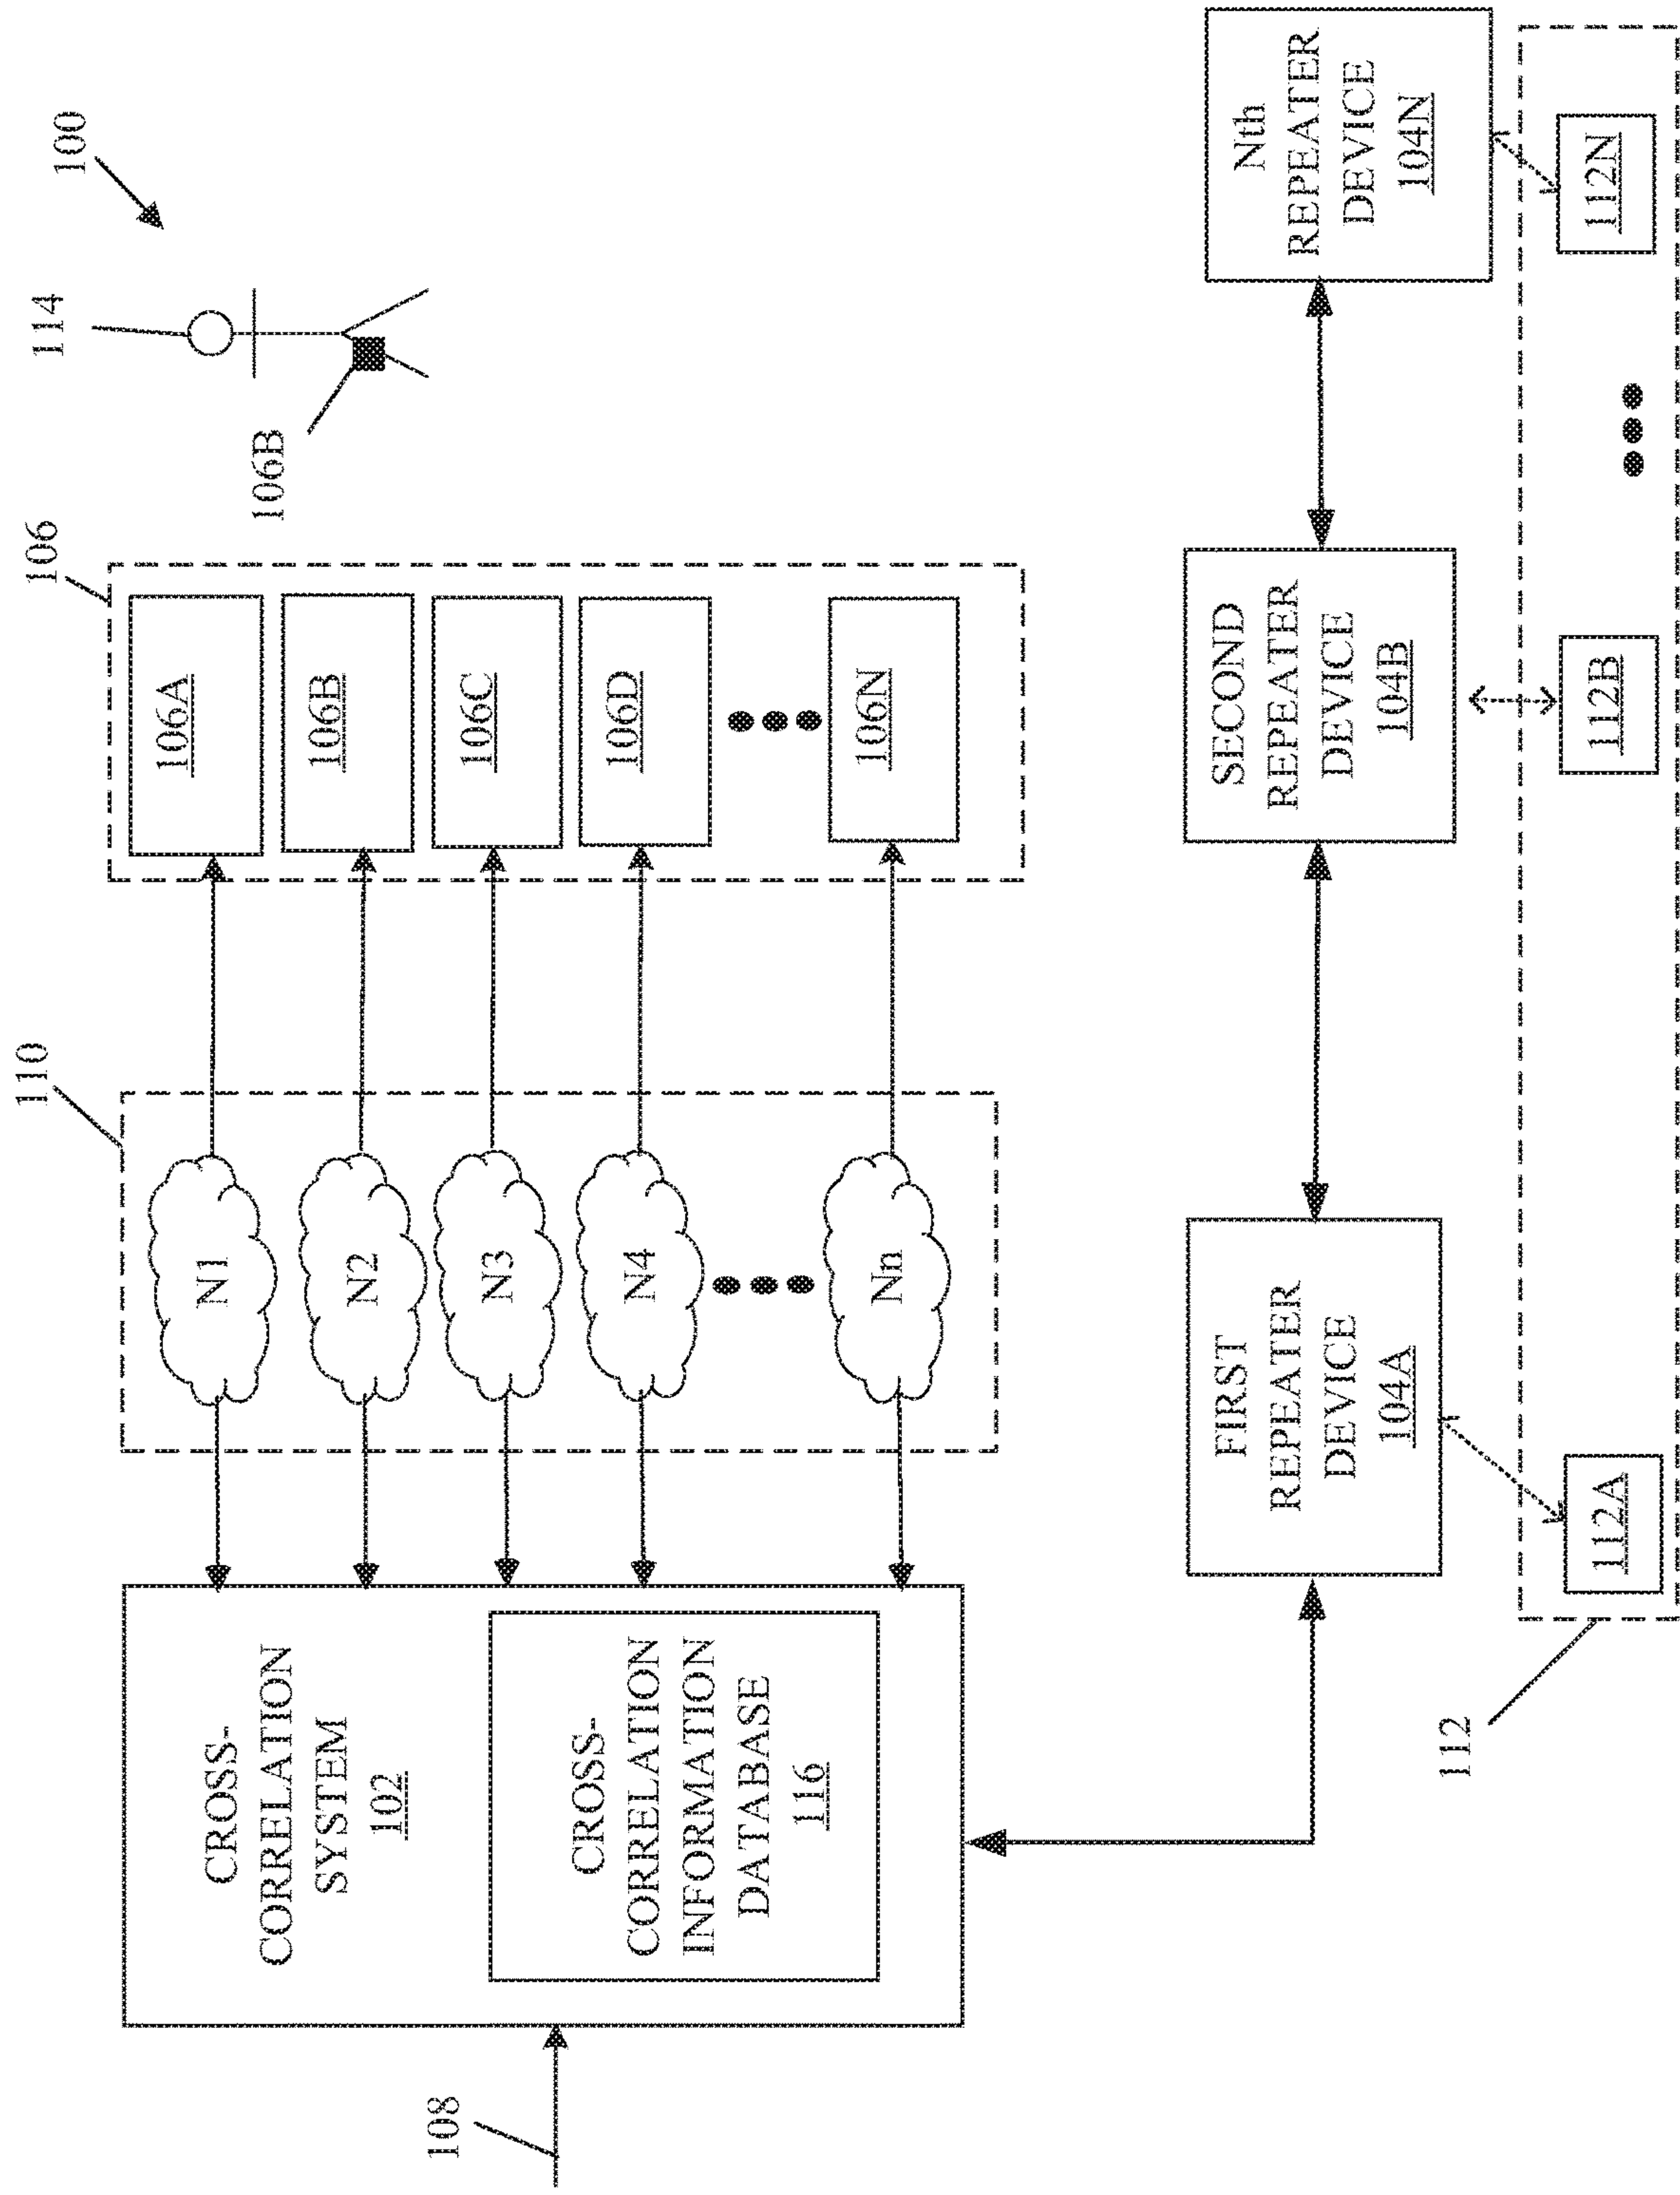 100
114
106B
106
106A
106B
106C
106D
106N
110
N1
N2
N3
N4
Nn
CROSS-
CORRELATION
SYSTEM
102
CROSS-
CORRELATION
INFORMATION
DATABASE
116
108
FIRST
REPEATER
DEVICE
104A
SECOND
REPEATER
DEVICE
104B
Nth
REPEATER
DEVICE
104N
112A
112B
112N
112